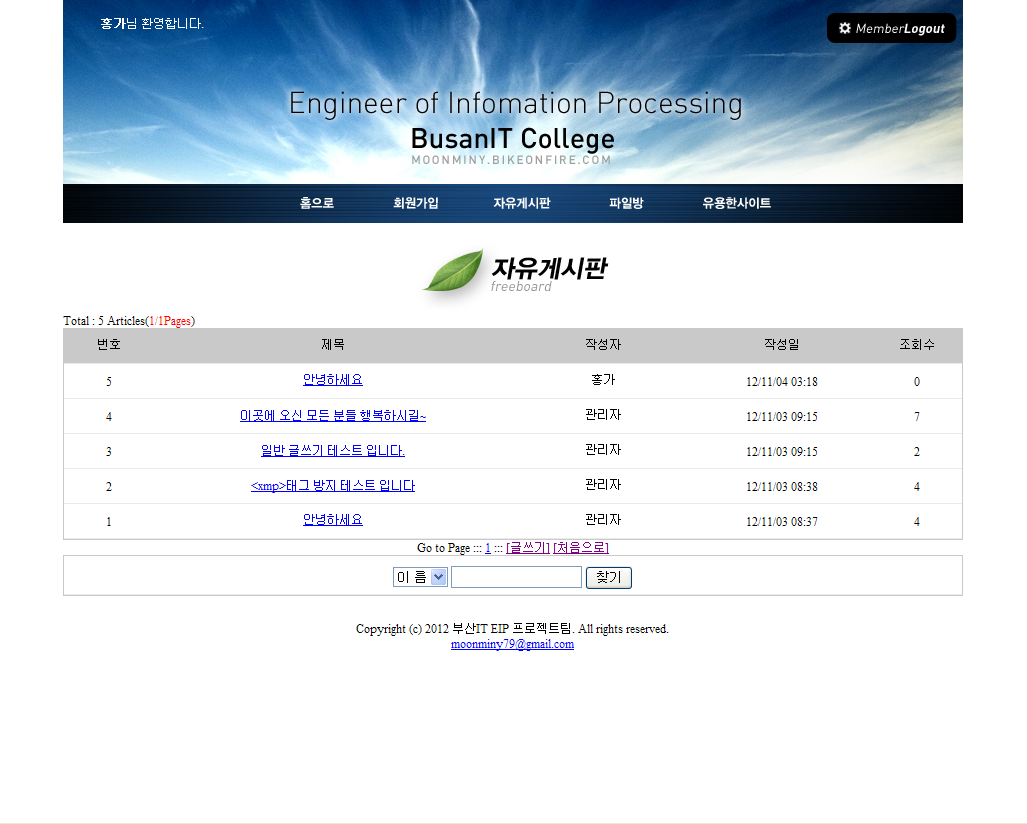 홍가님 환영합니다.
MemberLogout
Engineer of Infomation Processing
BusanIT College
MOONMINY.BIKEONFIRE.COM
홈으로 회원가입 자유게시판 파일방 유용한사이트
자유게시판
freeboard
Total : 5 Articles(1/1Pages)
번호 제목 작성자 작성일 조회수
5 안녕하세요 홍가 12/11/04 03:18 0
4 이곳에 오신 모든 분들 행복하시길~ 관리자 12/11/03 09:15 7
3 일반 글쓰기 테스트 입니다. 관리자 12/11/03 09:15 2
2 <xmp>태그 방지 테스트 입니다 관리자 12/11/03 08:38 4
1 안녕하세요 관리자 12/11/03 08:37 4
Go to Page ::: 1 ::: [글쓰기] [처음으로]
이 름 찾기
Copyright (c) 2012 부산IT EIP 프로젝트팀. All rights reserved.
moonminy79@gmail.com